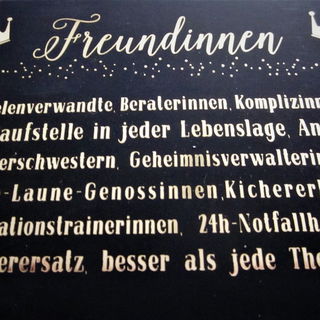 Freundinnen
elenverwandte, Beraterinnen, Komplizinn
aufstelle in jeder Lebenslage, An
erschwestern, Geheimnisverwalterin
-Laune-Genossinnen, Kichererb
ationstrainerinnen, 24h-Notfallh
erersatz, besser als jede The